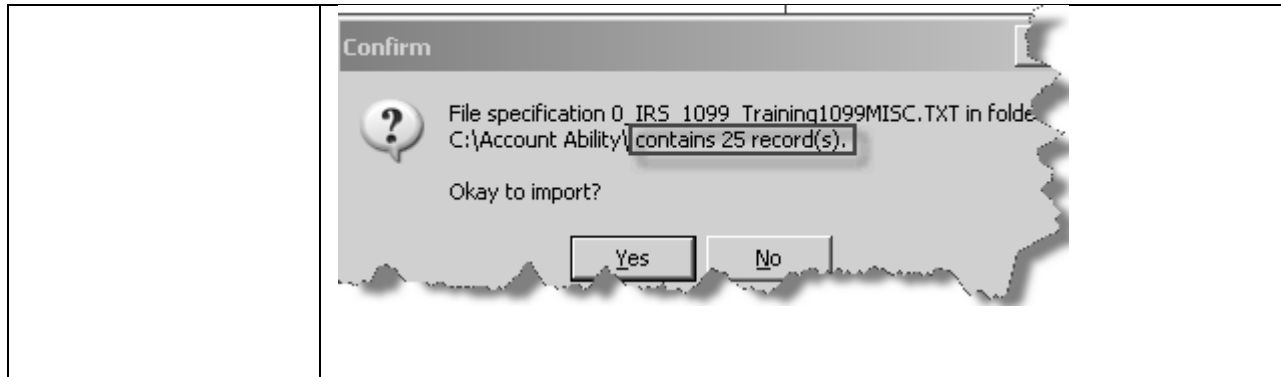 Confirm
?
File specification 0_IRS_1099_Training1099MISC.TXT in folde
C:\Account Ability\ contains 25 record(s).
Okay to import?
Yes No